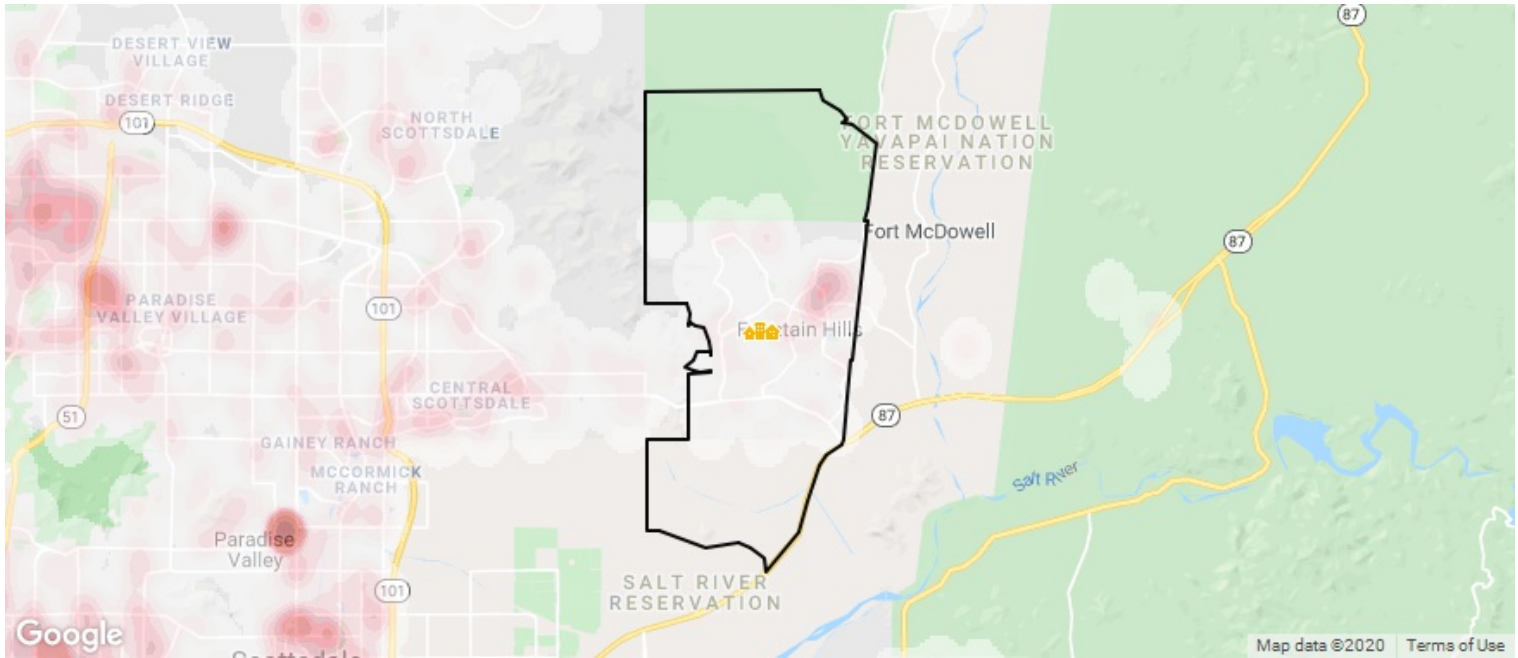 87
DESERT VIEW
VILLAGE
DESERT RIDGE
101
NORTH
SCOTTSDALE
FORT MCDOWELL
YAVAPAI NATION
RESERVATION
Fort McDowell
87
PARADISE
VALLEY VILLAGE
101
87
CENTRAL
SCOTTSDALE
51
87
GAINEY RANCH
MCCORMICK
RANCH
Salt River
Paradise
Valley
101
SALT RIVER
RESERVATION
Google
Map data ©2020
Terms of Use